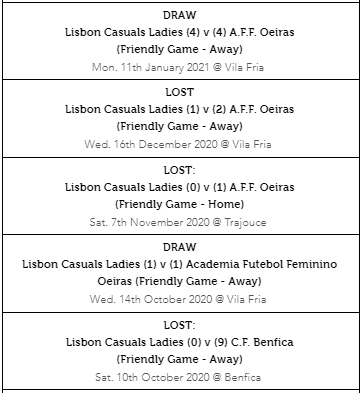 DRAW
Lisbon Casuals Ladies (4) v (4) A.F.F. Oeiras
(Friendly Game - Away)
Mon. 11th January 2021 @ Vila Fria
LOST
Lisbon Casuals Ladies (1) v (2) A.F.F. Oeiras
(Friendly Game - Away)
Wed. 16th December 2020 @ Vila Fria
LOST:
Lisbon Casuals Ladies (0) v (1) A.F.F. Oeiras
(Friendly Game - Home)
Sat. 7th November 2020 @ Trajouce
DRAW
Lisbon Casuals Ladies (1) v (1) Academia Futebol Feminino
Oeiras (Friendly Game - Away)
Wed. 14th October 2020 @ Vila Fria
LOST:
Lisbon Casuals Ladies (0) v (9) C.F. Benfica
(Friendly Game - Away)
Sat. 10th October 2020 @ Benfica